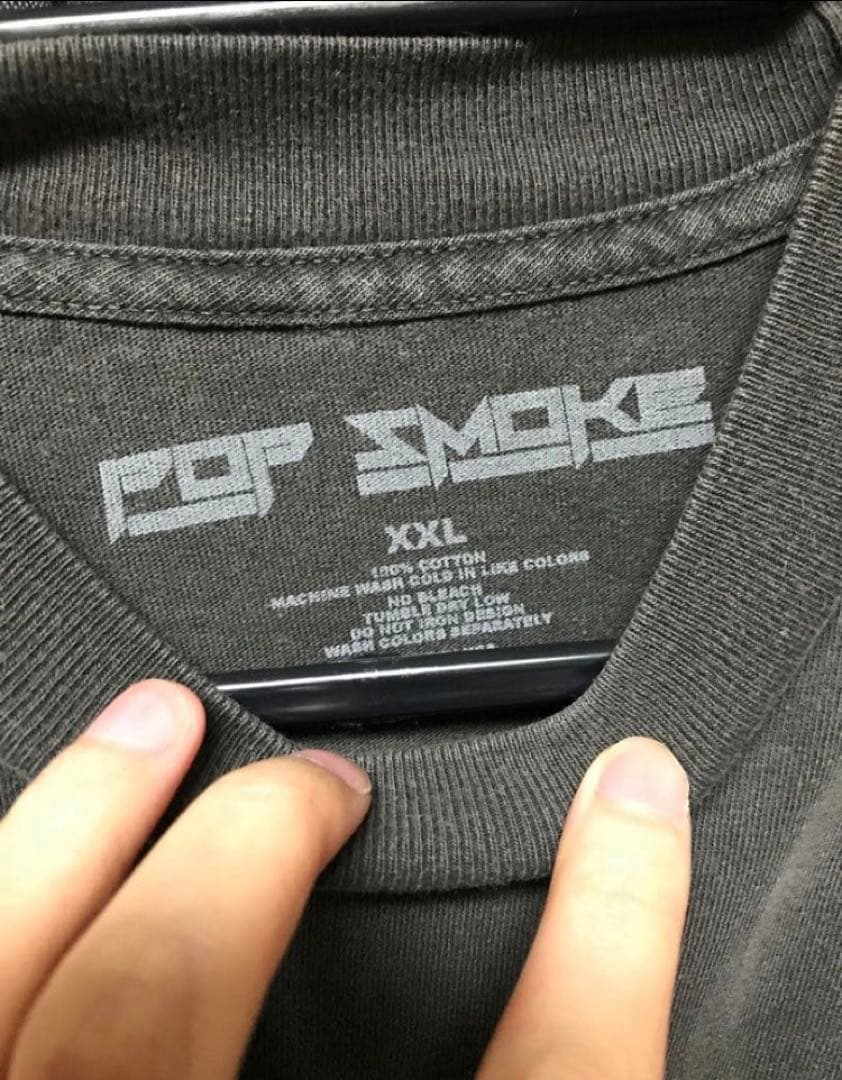 POP SMOKE
XXL
100% COTTON
MACHINE WASH COLD IN LIKE COLORS
NO BLEACH
TUMBLE DRY LOW
DO NOT IRON DESIGN
WASH COLORS SEPARATELY